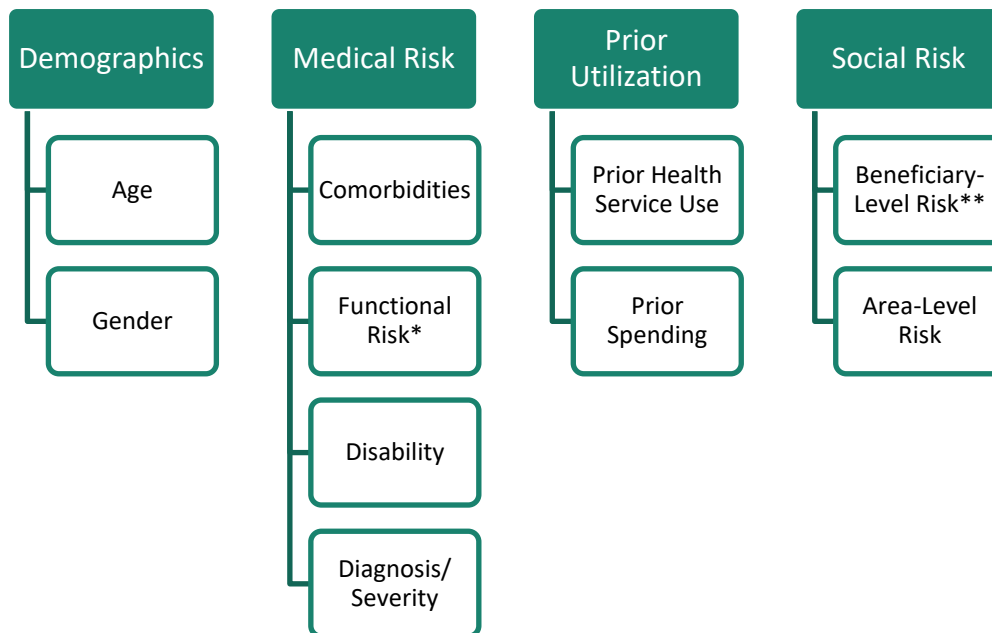 Demographics
Age
Gender
Medical Risk
Comorbidities
Functional
Risk*
Disability
Diagnosis/
Severity
Prior
Utilization
Prior Health
Service Use
Prior
Spending
Social Risk
Beneficiary-
Level Risk**
Area-Level
Risk